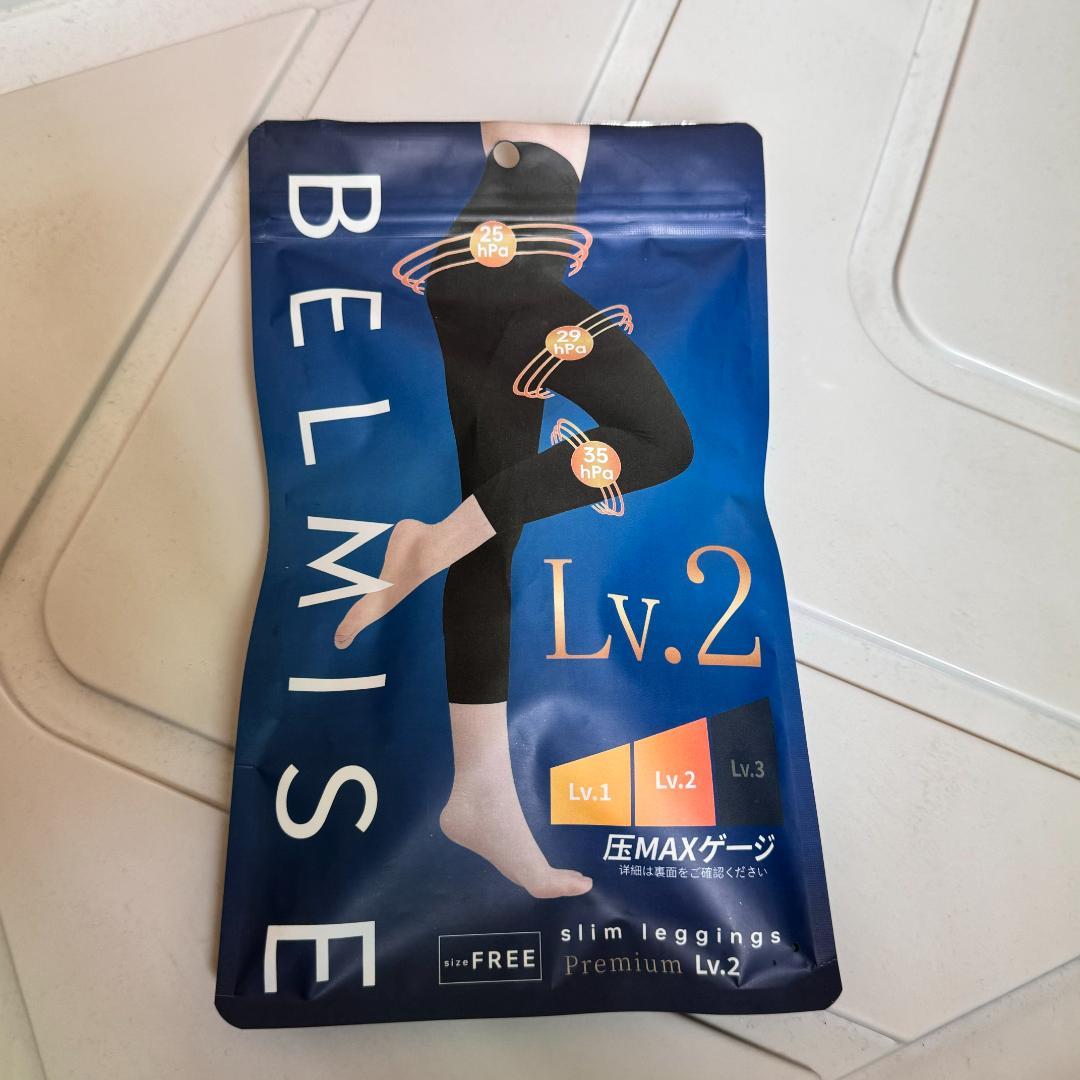 BELMISE
25
hPa
29
hPa
35
hPa
Lv.2
Lv.1
Lv.2
Lv.3
圧MAXゲージ
詳細は裏面をご確認ください
size FREE
slim leggings
Premium Lv.2